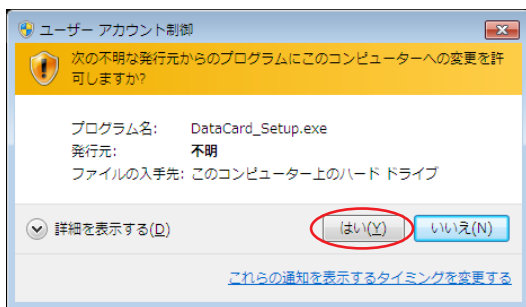 ユーザー アカウント制御
次の不明な発行元からのプログラムにこのコンピューターへの変更を許
可しますか?
プログラム名: DataCard_Setup.exe
発行元: 不明
ファイルの入手先: このコンピューター上のハード ドライブ
詳細を表示する(D) はい(Y) いいえ(N)
これらの通知を表示するタイミングを変更する